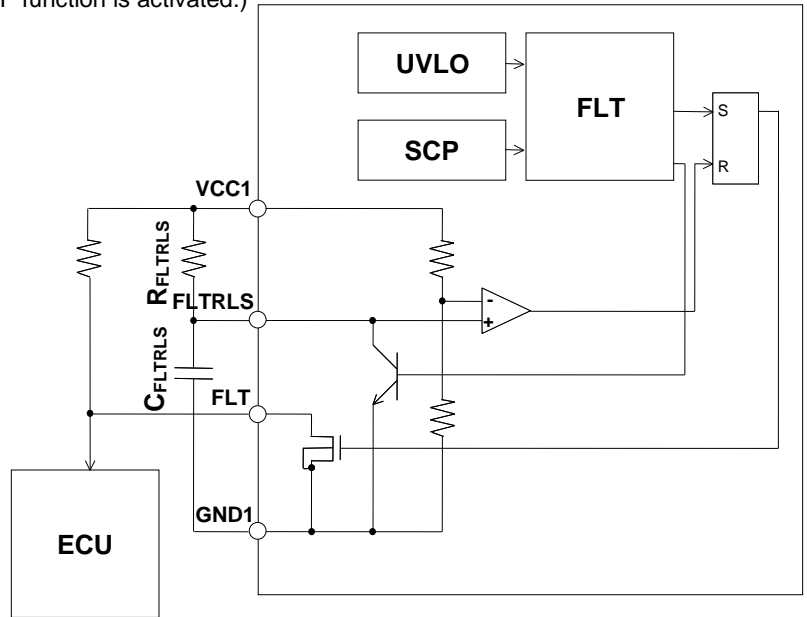 function is activated.)
UVLO
FLT
SCP
S
R
VCC1
RFLTRLS
FLTRLS
-
+
CFLTRLS
FLT
GND1
ECU